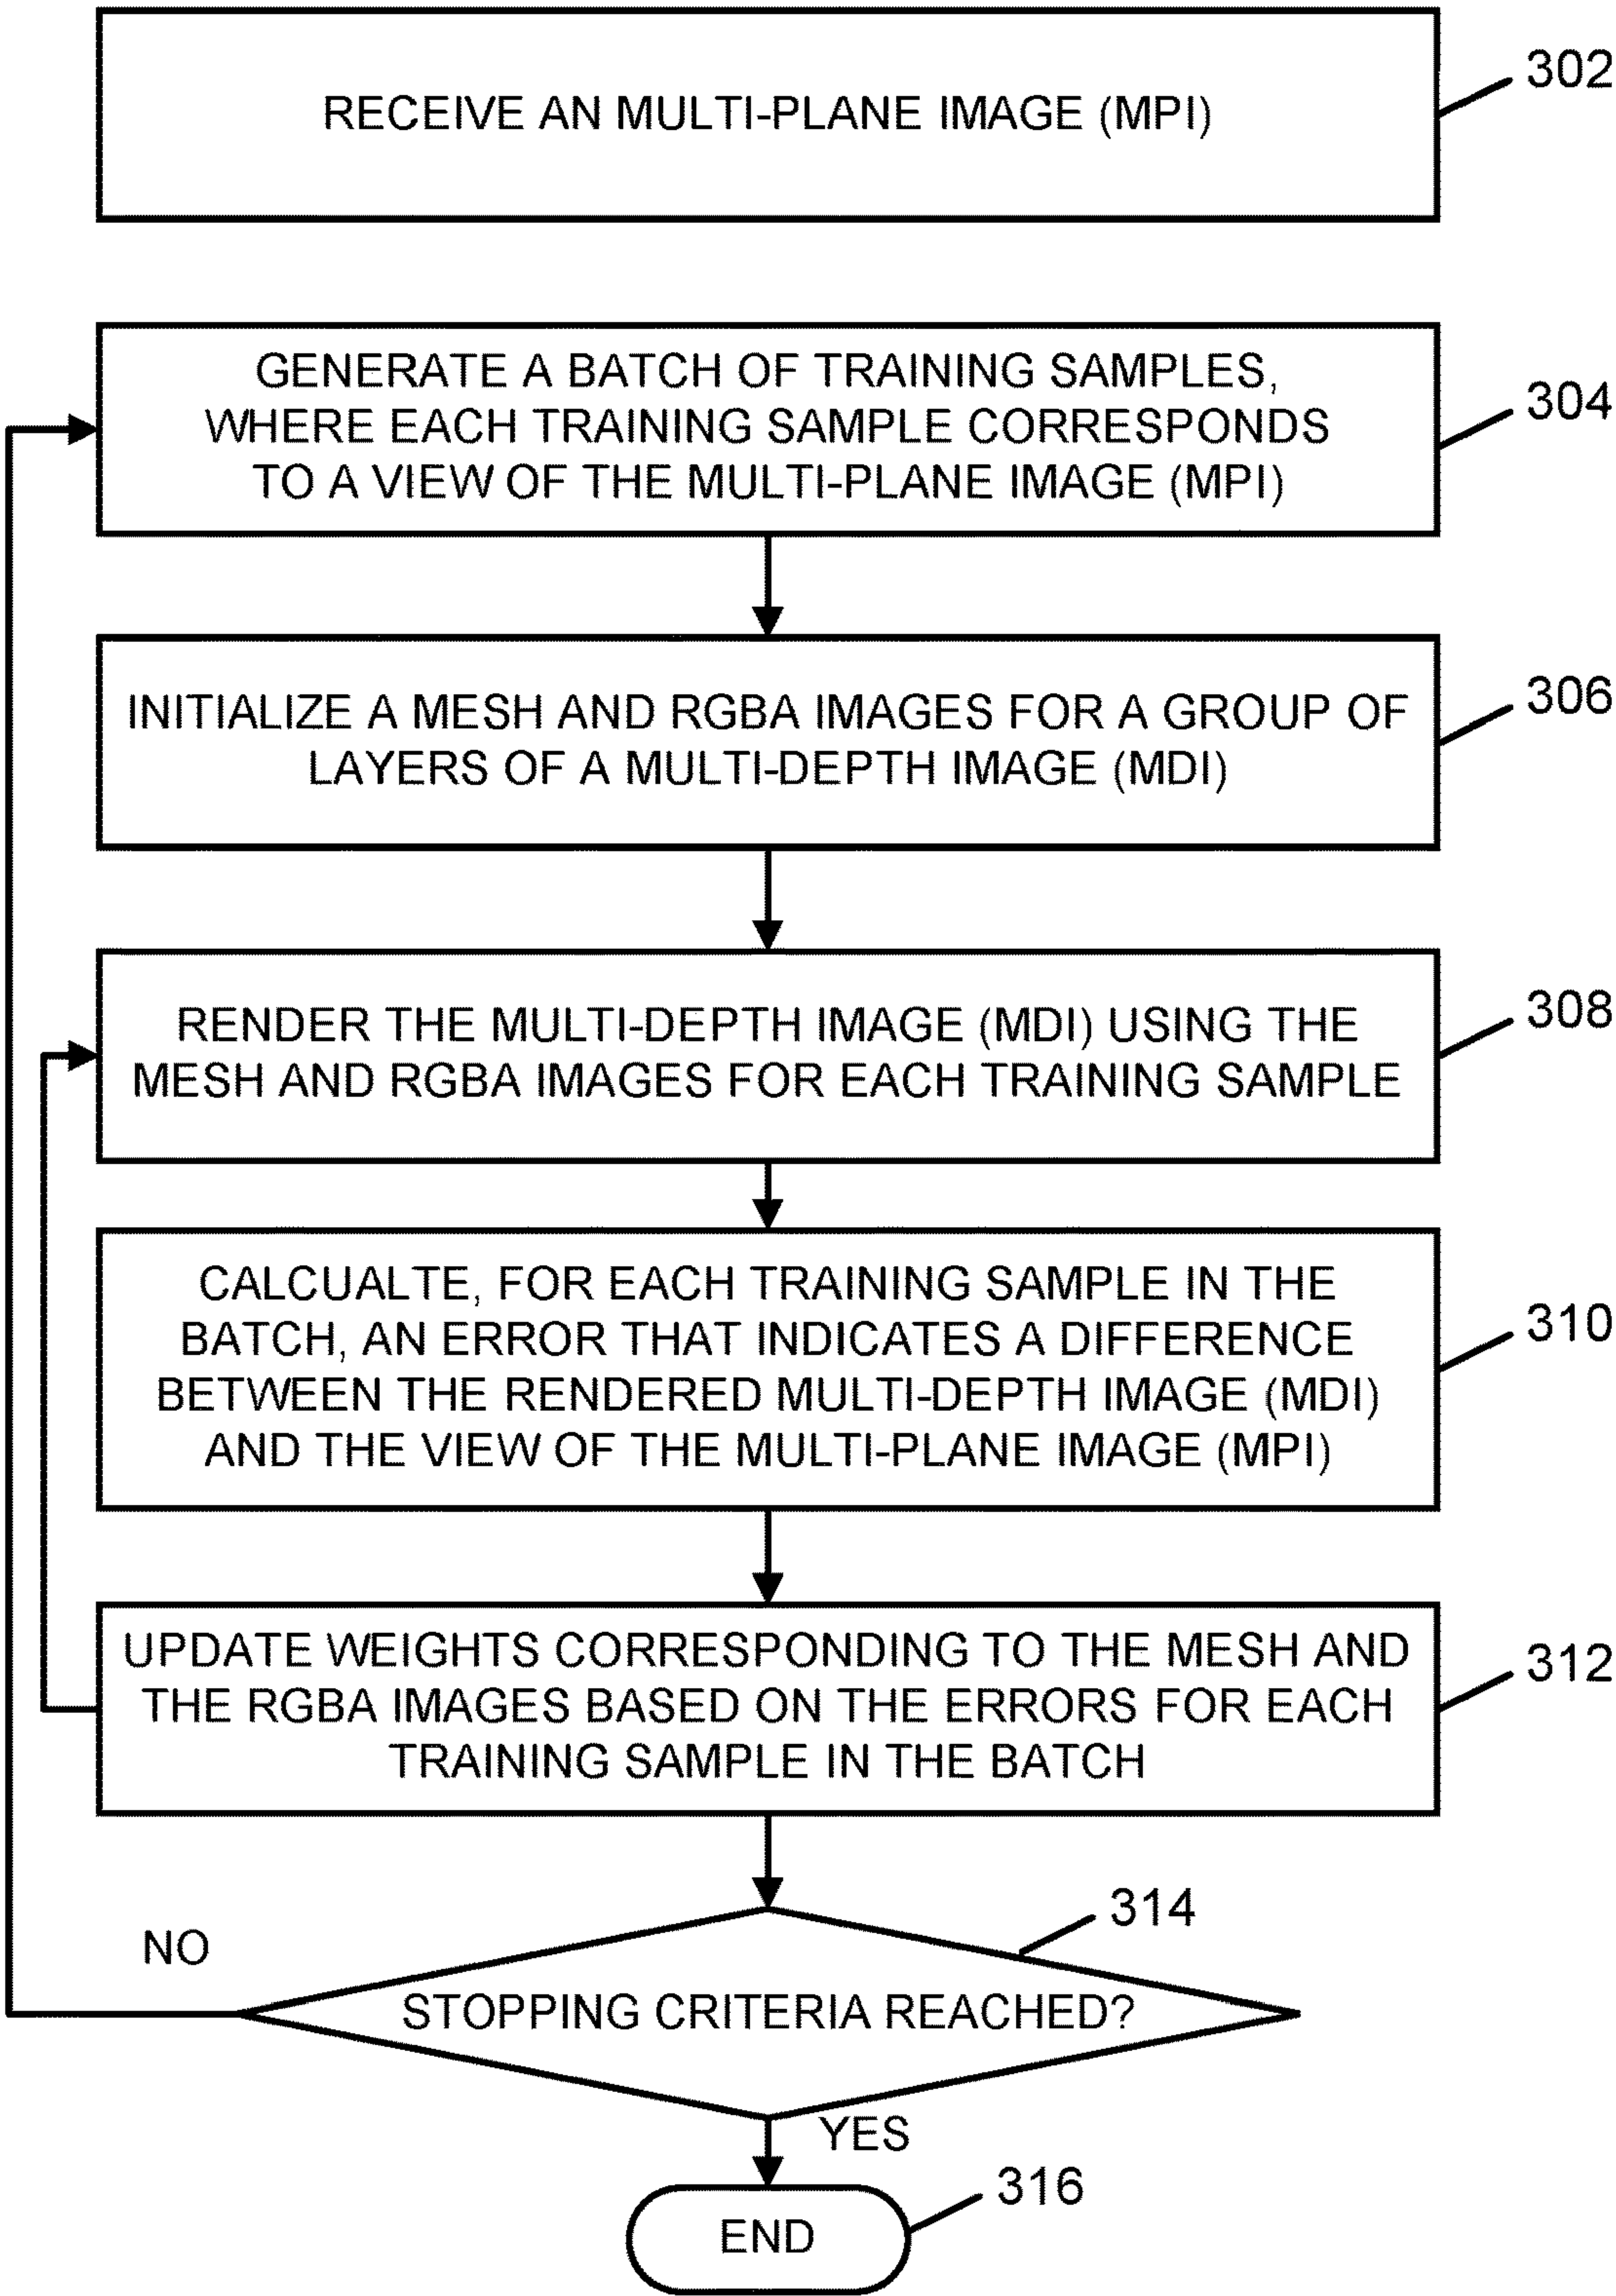 RECEIVE AN MULTI-PLANE IMAGE (MPI)
302
GENERATE A BATCH OF TRAINING SAMPLES,
WHERE EACH TRAINING SAMPLE CORRESPONDS
TO A VIEW OF THE MULTI-PLANE IMAGE (MPI)
304
INITIALIZE A MESH AND RGBA IMAGES FOR A GROUP OF
LAYERS OF A MULTI-DEPTH IMAGE (MDI)
306
RENDER THE MULTI-DEPTH IMAGE (MDI) USING THE
MESH AND RGBA IMAGES FOR EACH TRAINING SAMPLE
308
CALCUALTE, FOR EACH TRAINING SAMPLE IN THE
BATCH, AN ERROR THAT INDICATES A DIFFERENCE
BETWEEN THE RENDERED MULTI-DEPTH IMAGE (MDI)
AND THE VIEW OF THE MULTI-PLANE IMAGE (MPI)
310
UPDATE WEIGHTS CORRESPONDING TO THE MESH AND
THE RGBA IMAGES BASED ON THE ERRORS FOR EACH
TRAINING SAMPLE IN THE BATCH
312
314
NO
STOPPING CRITERIA REACHED?
YES
316
END